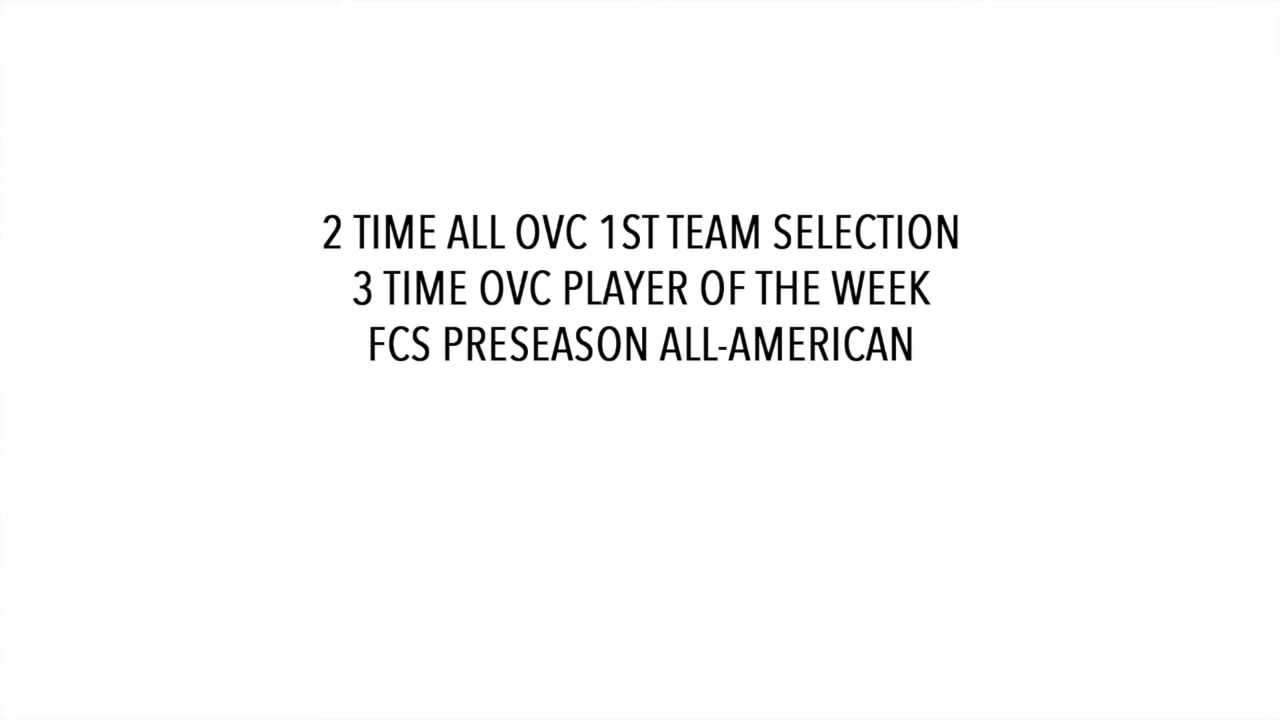 2 TIME ALL OVC 1ST TEAM SELECTION
3 TIME OVC PLAYER OF THE WEEK
FCS PRESEASON ALL-AMERICAN